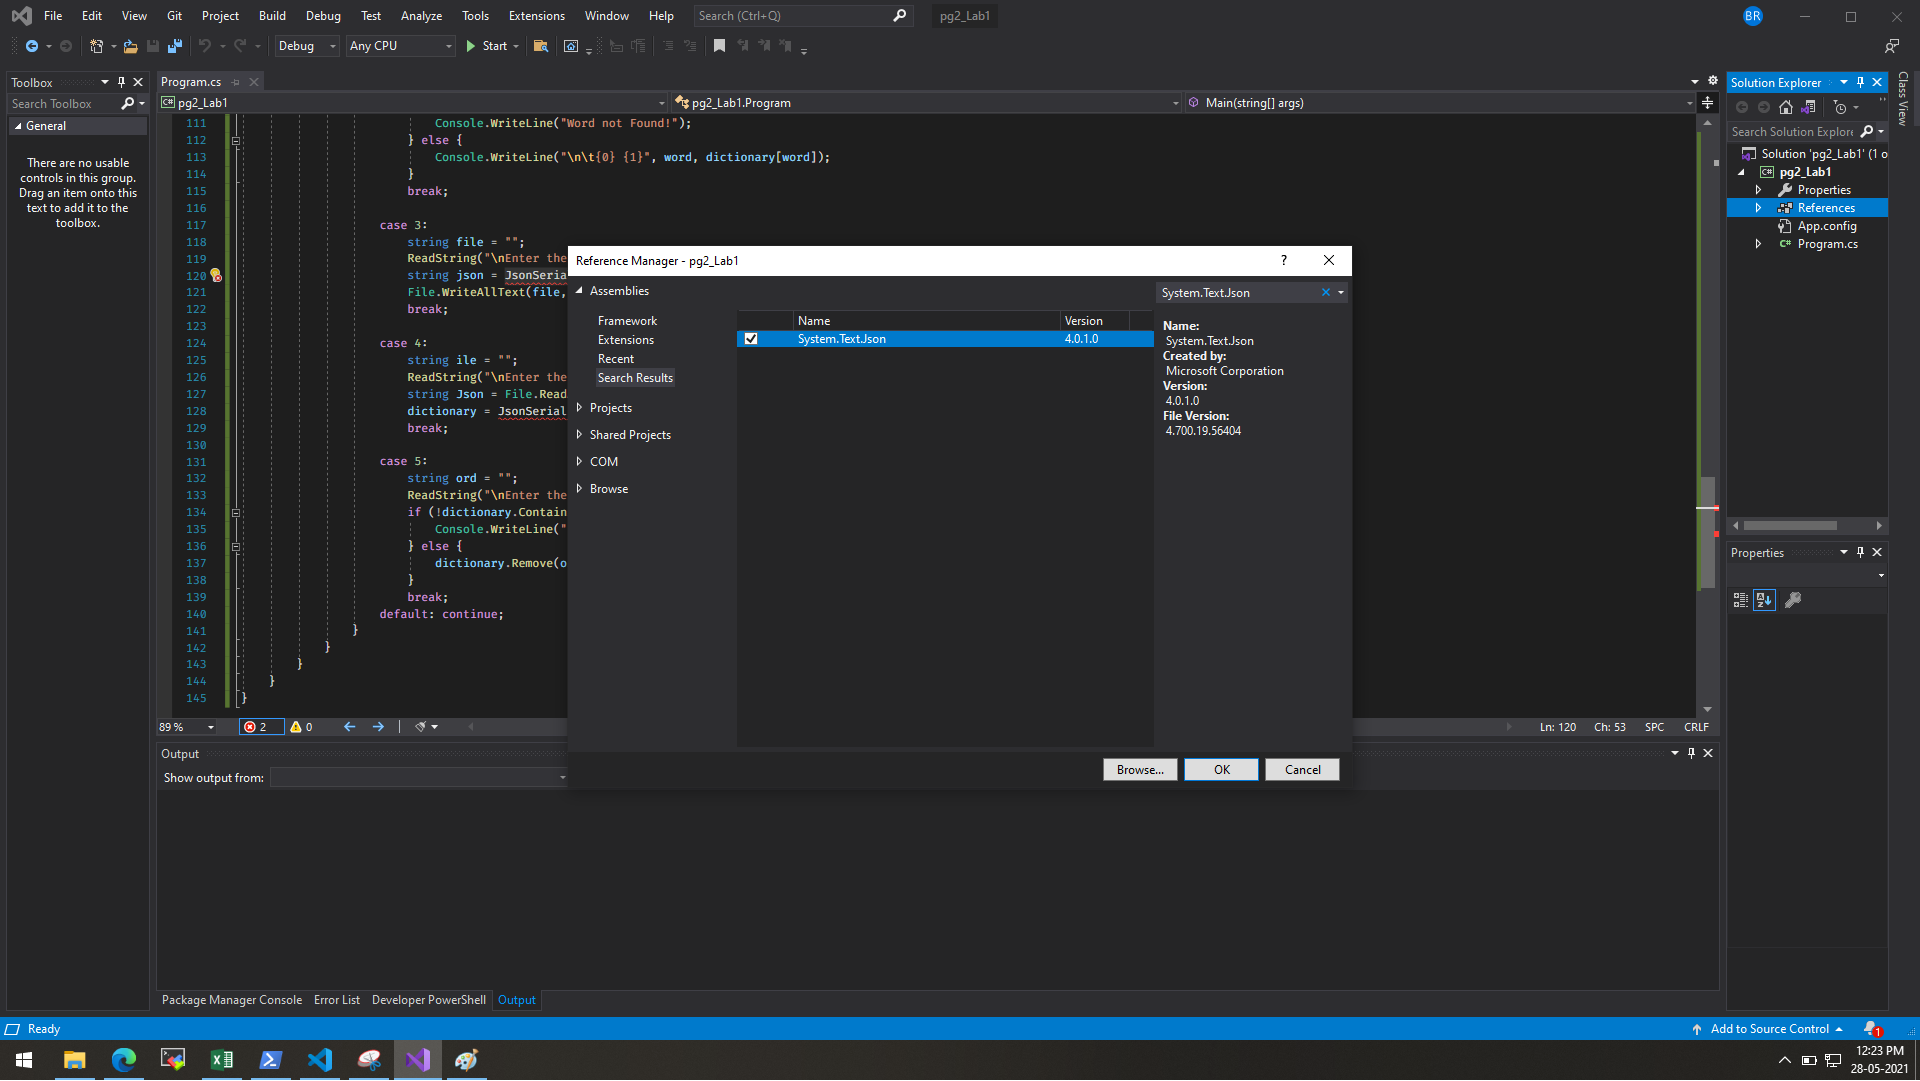 File Edit View Git Project Build Debug Test Analyze Tools Extensions Window Help Search (Ctrl+Q) pg2_Lab1 BR
Debug Any CPU Start
Toolbox
Search Toolbox
General
There are no usable
controls in this group.
Drag an item onto this
text to add it to the
toolbox.
Program.cs
pg2_Lab1 pg2_Lab1.Program Main(string[] args)
111 Console.WriteLine("Word not Found!");
112 } else {
113 Console.WriteLine("\n\t{0} {1}", word, dictionary[word]);
114 }
115 break;
116
117 case 3:
118 string file = "";
119 ReadString("\nEnter the
120 string json = JsonSeria
121 File.WriteAllText(file,
122 break;
123
124 case 4:
125 string ile = "";
126 ReadString("\nEnter the
127 string Json = File.Read
128 dictionary = JsonSerial
129 break;
130
131 case 5:
132 string ord = "";
133 ReadString("\nEnter the
134 if (!dictionary.Contain
135 Console.WriteLine("
136 } else {
137 dictionary.Remove(o
138 }
139 break;
140 default: continue;
141 }
142 }
143 }
144 }
145 }
89 % 2 0 Ln: 120 Ch: 53 SPC CRLF
Reference Manager - pg2_Lab1 ?
Assemblies
Framework
Extensions
Recent
Search Results
Projects
Shared Projects
COM
Browse
Name Version
System.TextJson 4.0.1.0
System.TextJson
Name:
System.TextJson
Created by:
Microsoft Corporation
Version:
4.0.1.0
File Version:
4.700.19.56404
Browse... OK Cancel
Output
Show output from:
Package Manager Console Error List Developer PowerShell Output
Solution Explorer
Search Solution Explore
Solution 'pg2_Lab1' (1 o
C# pg2_Lab1
Properties
References
App.config
C# Program.cs
Class View
Properties
Ready Add to Source Control 1
12:23 PM
28-05-2021